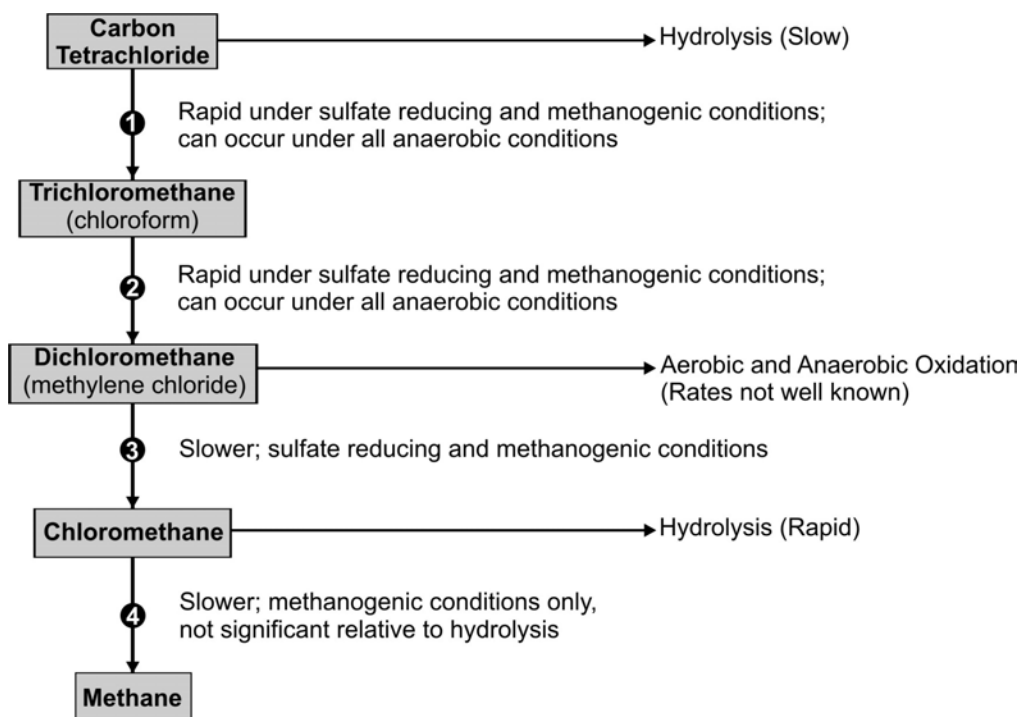 Carbon
Tetrachloride
Hydrolysis (Slow)
1
Rapid under sulfate reducing and methanogenic conditions;
can occur under all anaerobic conditions
Trichloromethane
(chloroform)
2
Rapid under sulfate reducing and methanogenic conditions;
can occur under all anaerobic conditions
Dichloromethane
(methylene chloride)
Aerobic and Anaerobic Oxidation
(Rates not well known)
3
Slower; sulfate reducing and methanogenic conditions
Chloromethane
Hydrolysis (Rapid)
4
Slower; methanogenic conditions only,
not significant relative to hydrolysis
Methane